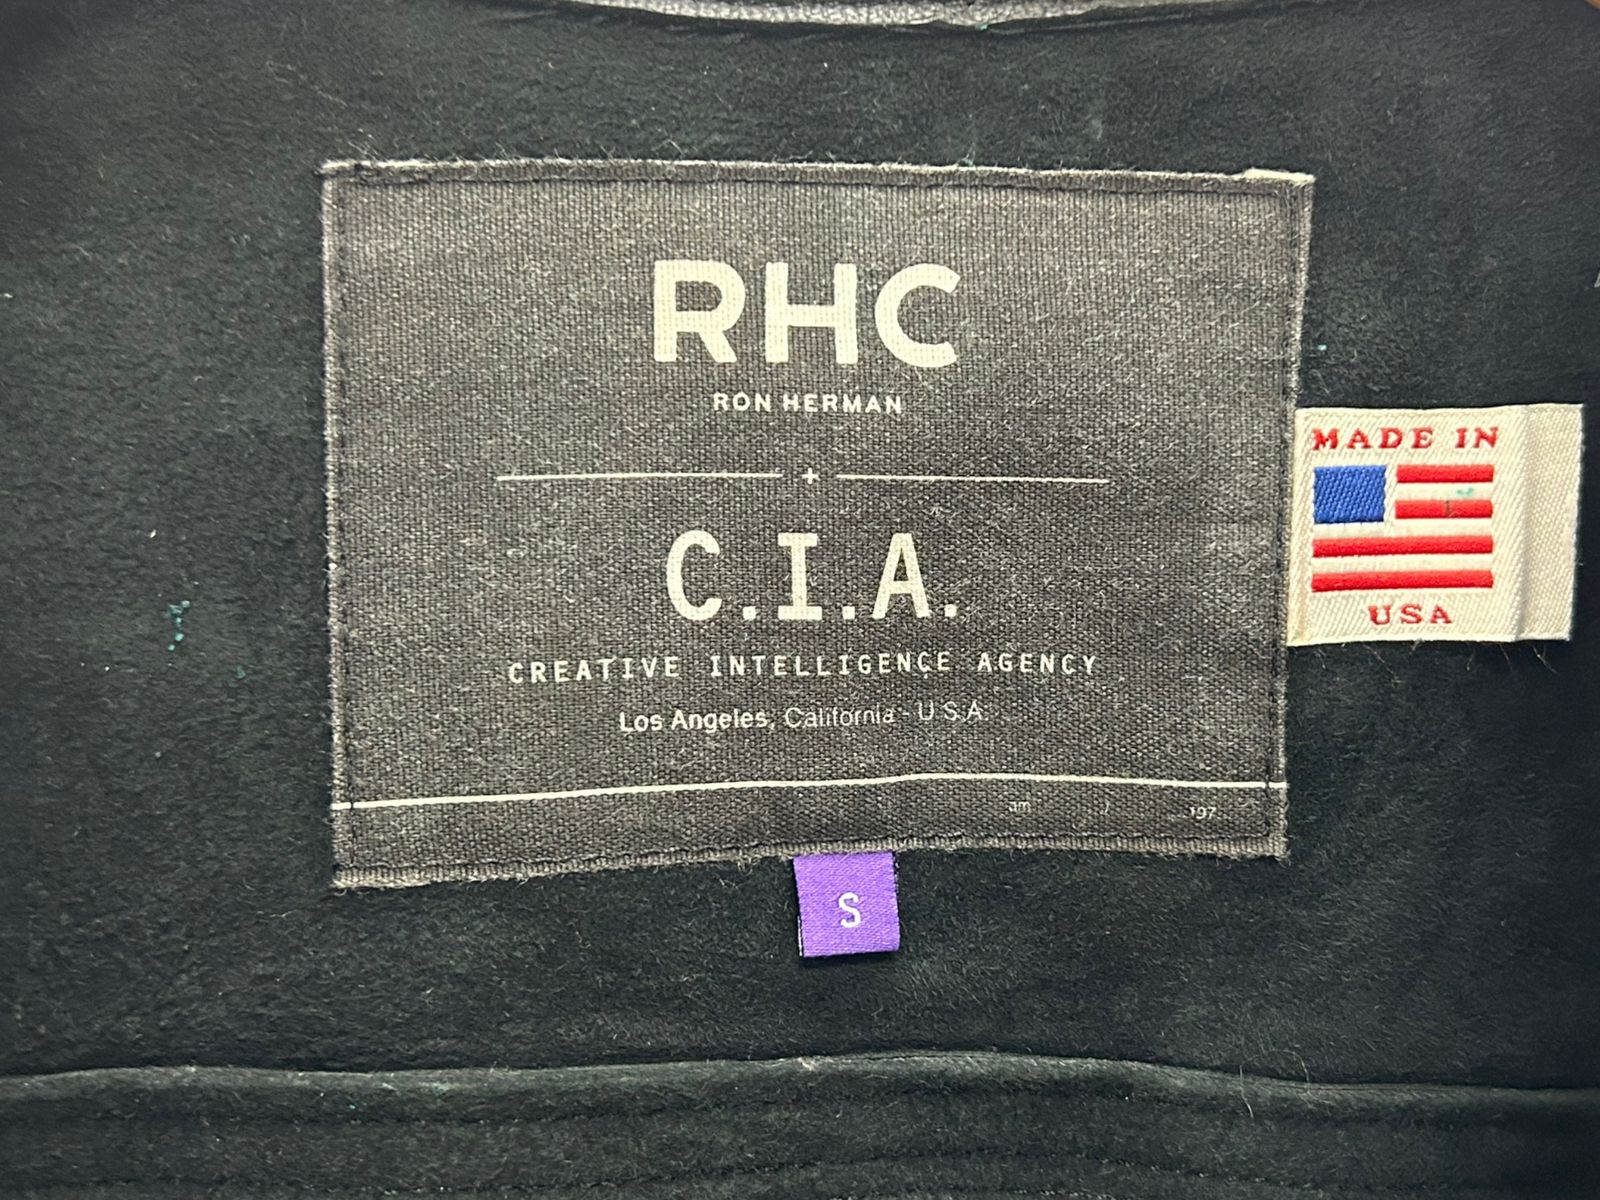 RHC
RON HERMAN
+
C.I.A.
CREATIVE INTELLIGENCE AGENCY
Los Angeles, California - U.S.A.
MADE IN
USA
S